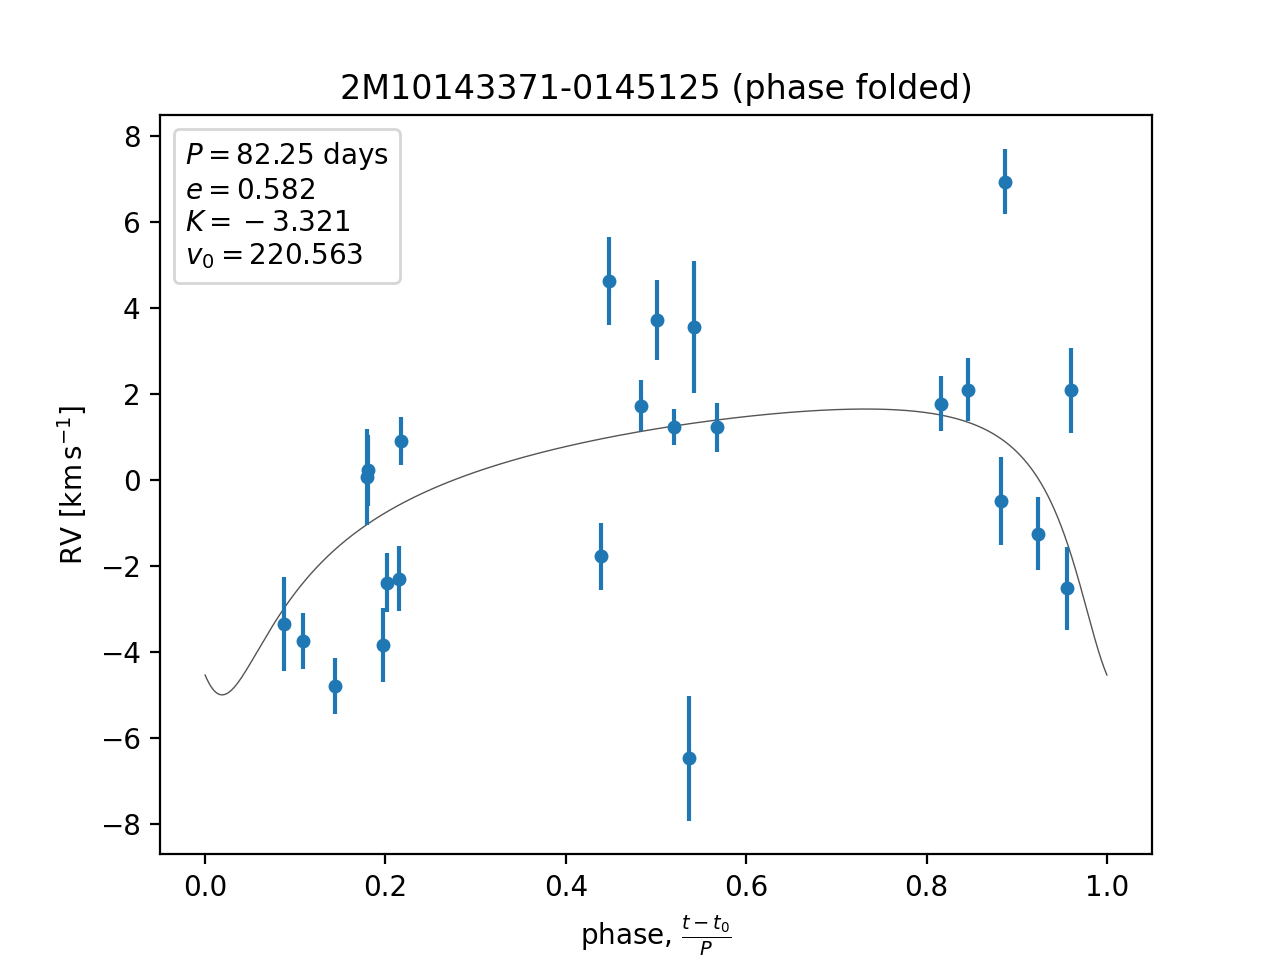 2M10143371-0145125 (phase folded)
P = 82.25 days
e = 0.582
K = −3.321
v₀ = 220.563
8
6
4
2
0
−2
−4
−6
−8
RV [km s⁻¹]
0.0 0.2 0.4 0.6 0.8 1.0
phase, (t − t₀)/P